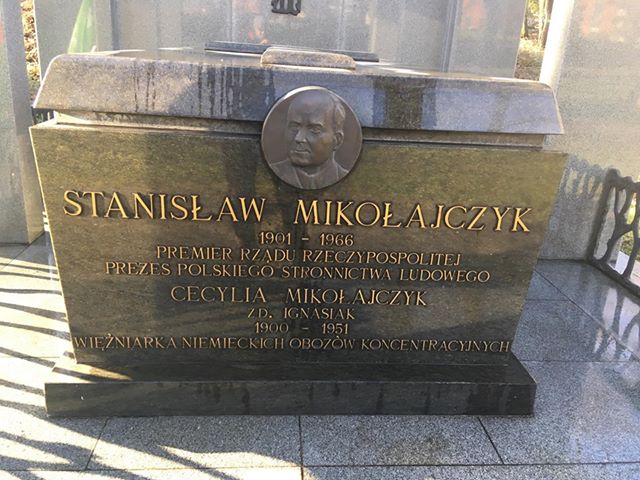 STANISŁAW MIKOŁAJCZYK
1901 - 1966
PREMIER RZĄDU RZECZYPOSPOLITEJ
PREZES POLSKIEGO STRONNICTWA LUDOWEGO
CECYLIA MIKOŁAJCZYK
ZD. IGNASIAK
1900 - 1951
WIĘŹNIARKA NIEMIECKICH OBOZÓW KONCENTRACYJNYCH